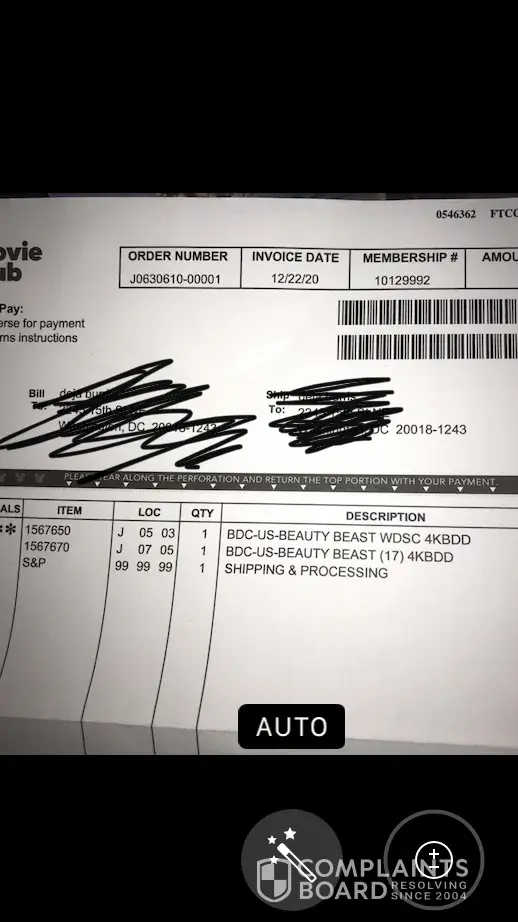 0546362 FTCC
ovie
ub
ORDER NUMBER INVOICE DATE MEMBERSHIP # AMOU
J0630610-00001 12/22/20 10129992
Pay:
erse for payment
rns instructions
Bill
To:
Ship
To:
DC 20018-1243
PLEASE TEAR ALONG THE PERFORATION AND RETURN THE TOP PORTION WITH YOUR PAYMENT.
ALS ITEM LOC QTY DESCRIPTION
** 1567650 J 05 03 1 BDC-US-BEAUTY BEAST WDSC 4KBDD
1567670 J 07 05 1 BDC-US-BEAUTY BEAST (17) 4KBDD
S&P 99 99 99 1 SHIPPING & PROCESSING
AUTO
COMPLAINTS
BOARD RESOLVING
SINCE 2004